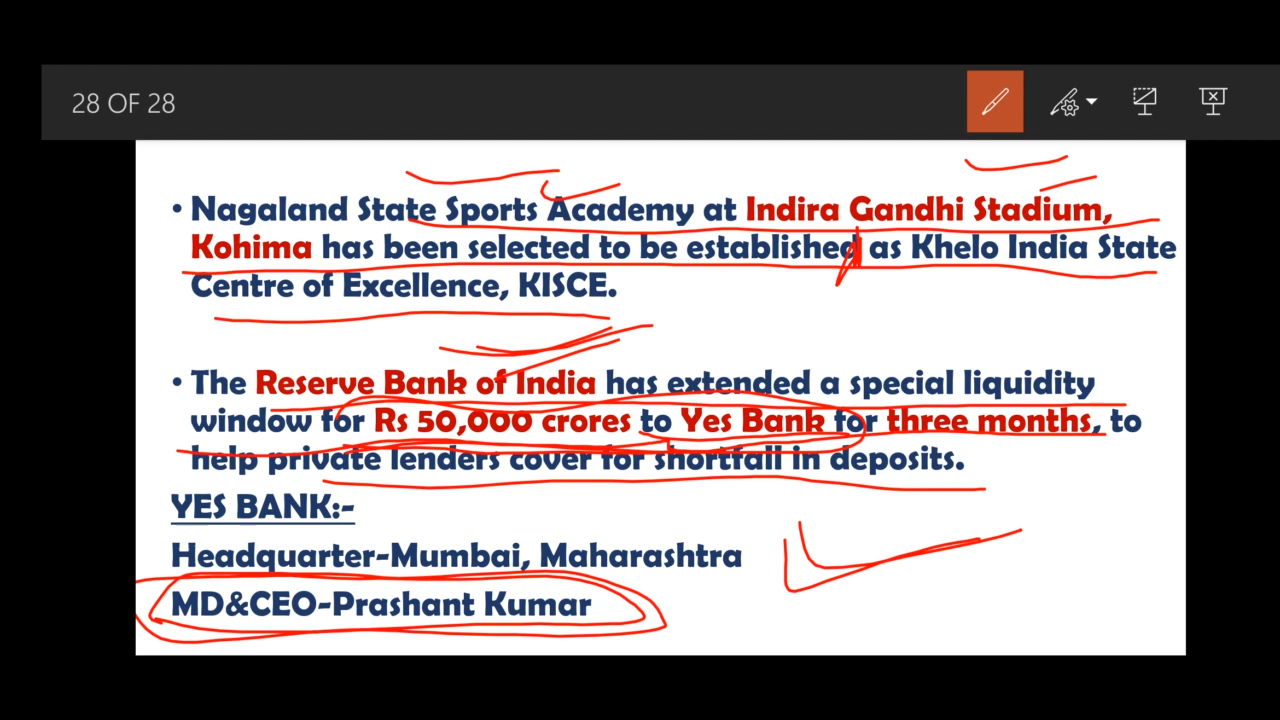 28 OF 28
• Nagaland State Sports Academy at Indira Gandhi Stadium,
Kohima has been selected to be established as Khelo India State
Centre of Excellence, KISCE.
• The Reserve Bank of India has extended a special liquidity
window for Rs 50,000 crores to Yes Bank for three months, to
help private lenders cover for shortfall in deposits.
YES BANK:-
Headquarter-Mumbai, Maharashtra
MD&CEO-Prashant Kumar